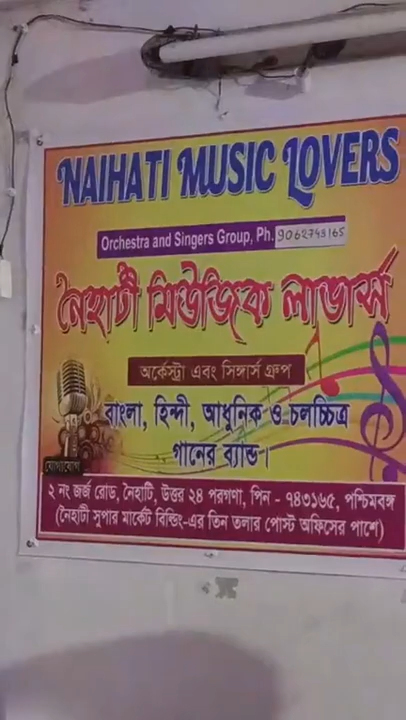 NAIHATI MUSIC LOVERS
Orchestra and Singers Group, Ph. 9062743165
নৈহাটী মিউজিক লাভার্স
অর্কেস্ট্রা এবং সিঙ্গার্স গ্রুপ
বাংলা, হিন্দী, আধুনিক ও চলচ্চিত্র
গানের ব্যান্ড।
যোগাযোগ
২ নং জর্জ রোড, নৈহাটি, উত্তর ২৪ পরগণা, পিন - ৭৪৩১৬৫, পশ্চিমবঙ্গ
(নৈহাটী সুপার মার্কেট বিল্ডিং-এর তিন তলার পোস্ট অফিসের পাশে)